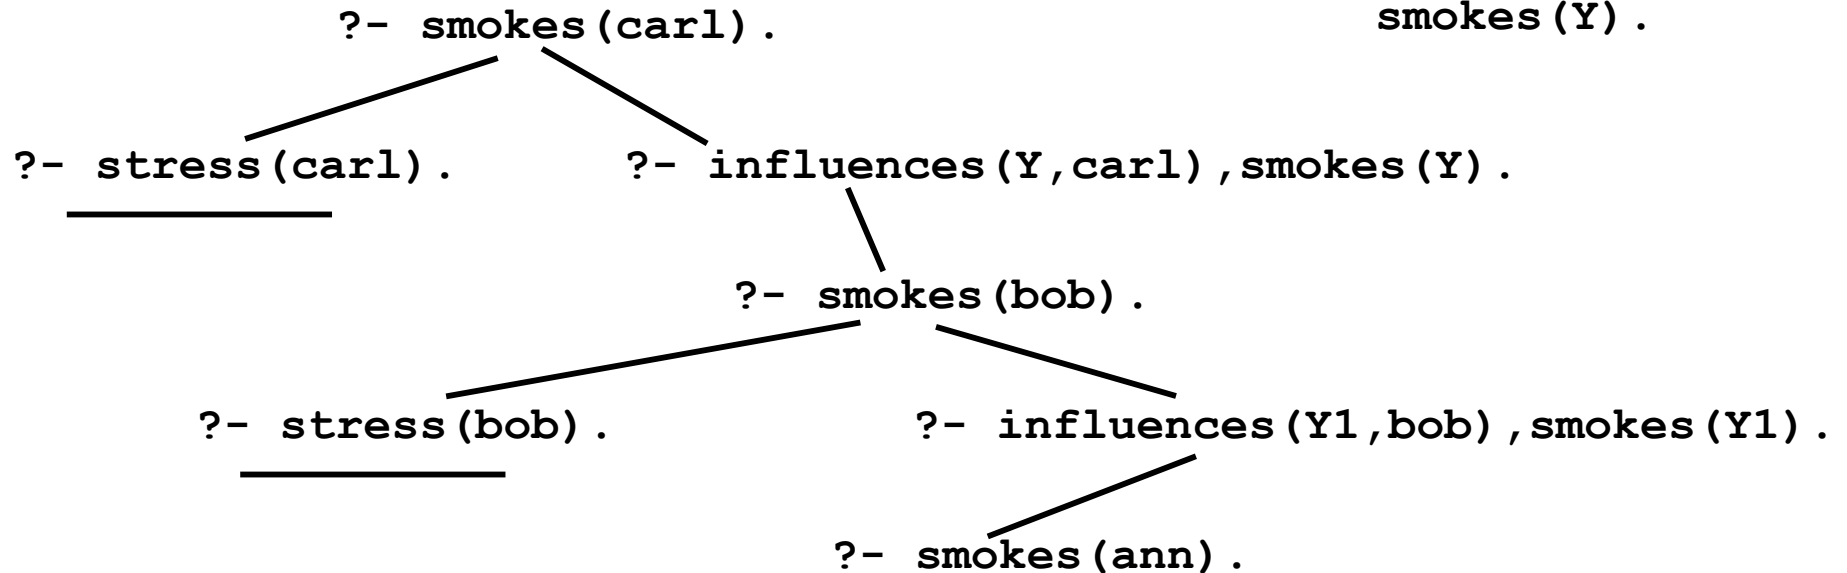 smokes(Y).
?- smokes(carl).
?- stress(carl).
?- influences(Y,carl),smokes(Y).
?- smokes(bob).
?- stress(bob).
?- influences(Y1,bob),smokes(Y1).
?- smokes(ann).